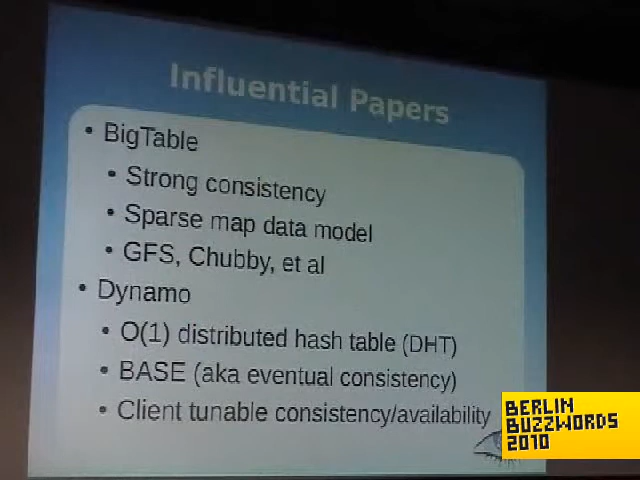 Influential Papers
• BigTable
• Strong consistency
• Sparse map data model
• GFS, Chubby, et al
• Dynamo
• O(1) distributed hash table (DHT)
• BASE (aka eventual consistency)
• Client tunable consistency/availability
BERLIN
BUZZWORDS
2010